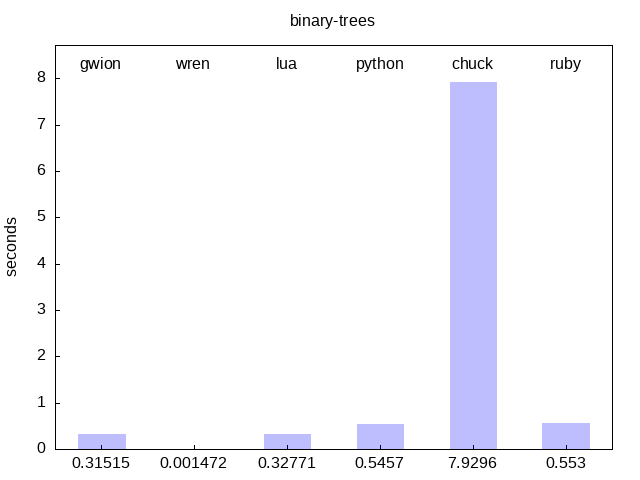 binary-trees
gwion wren lua python chuck ruby
8
7
6
5
4
3
2
1
0
seconds
0.31515 0.001472 0.32771 0.5457 7.9296 0.553